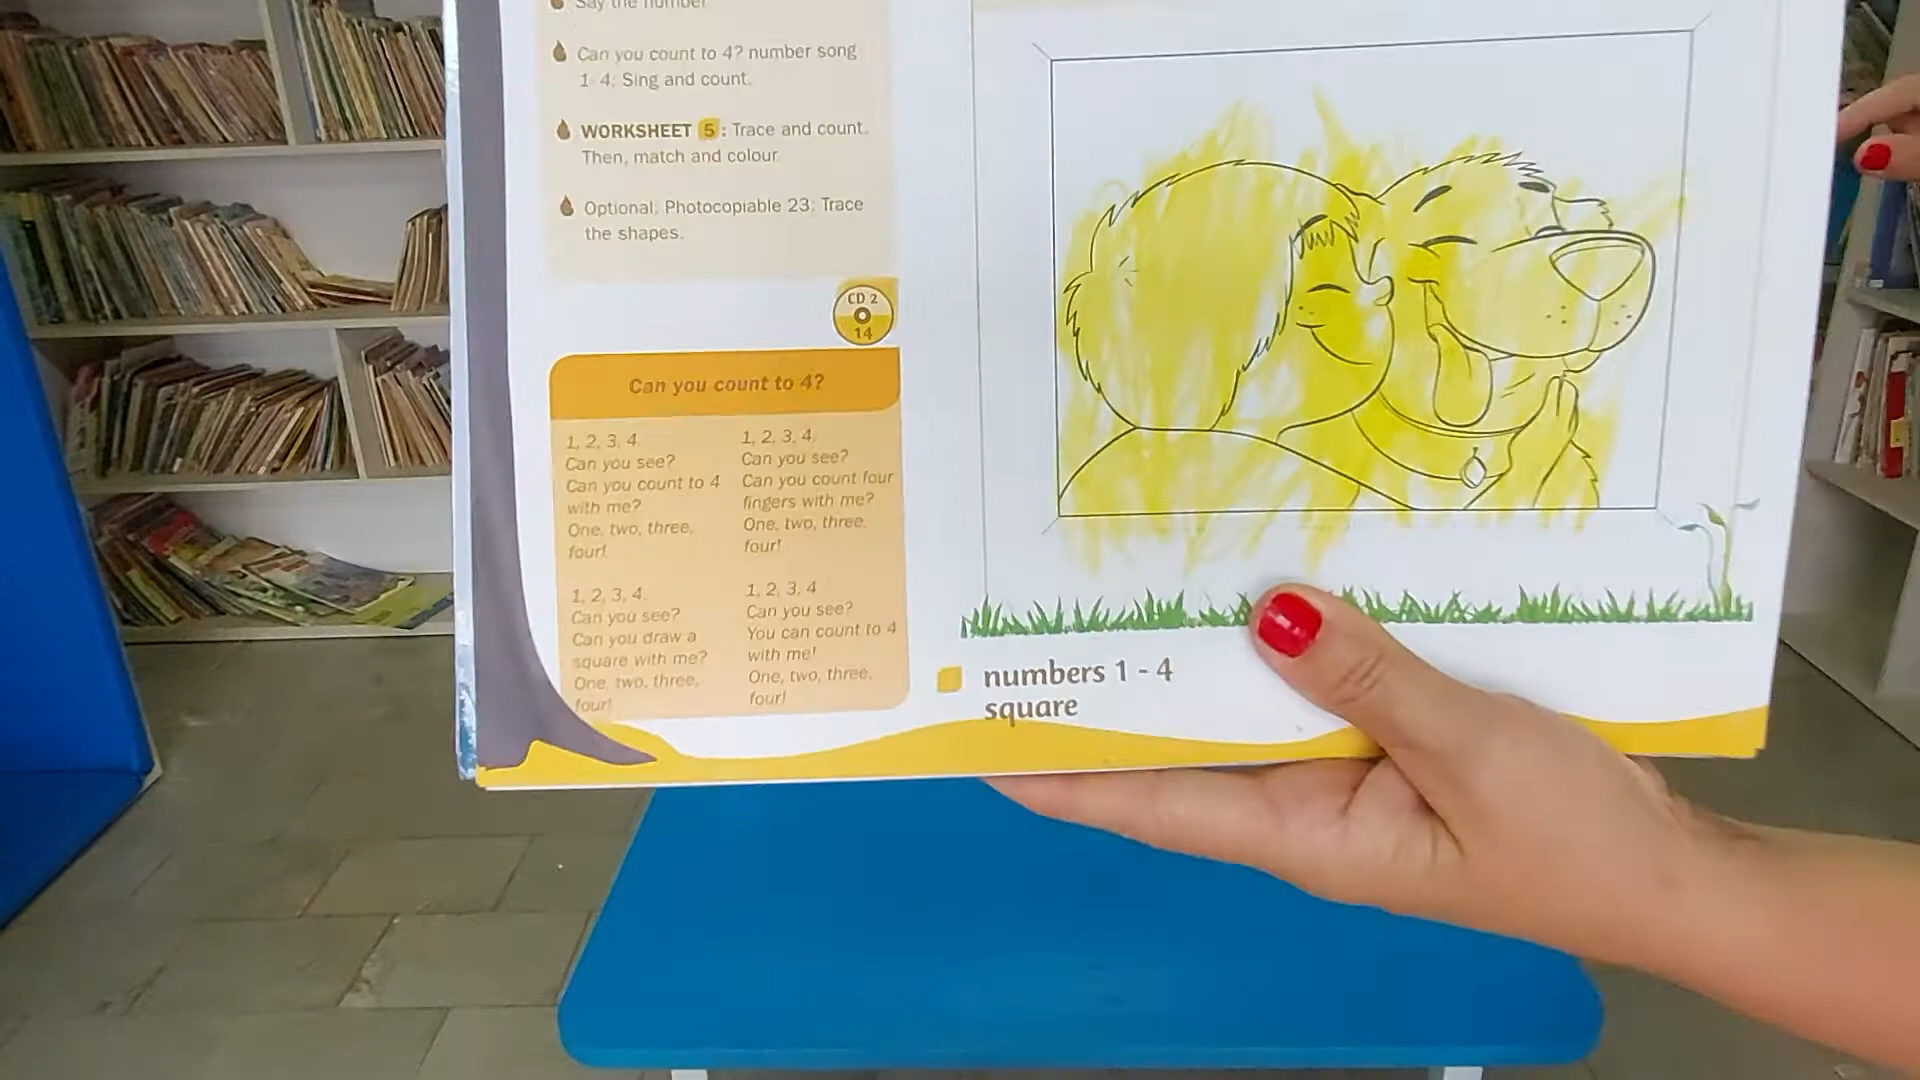 Say the number
Can you count to 4? number song
1-4: Sing and count.
WORKSHEET 5: Trace and count.
Then, match and colour.
Optional: Photocopiable 23: Trace
the shapes.
CD 2
14
Can you count to 4?
1, 2, 3, 4.
Can you see?
Can you count to 4
with me?
One, two, three,
four!
1, 2, 3, 4.
Can you see?
Can you draw a
square with me?
One, two, three,
four!
1, 2, 3, 4.
Can you see?
Can you count four
fingers with me?
One, two, three,
four!
1, 2, 3, 4
Can you see?
You can count to 4
with me!
One, two, three,
four!
numbers 1 - 4
square